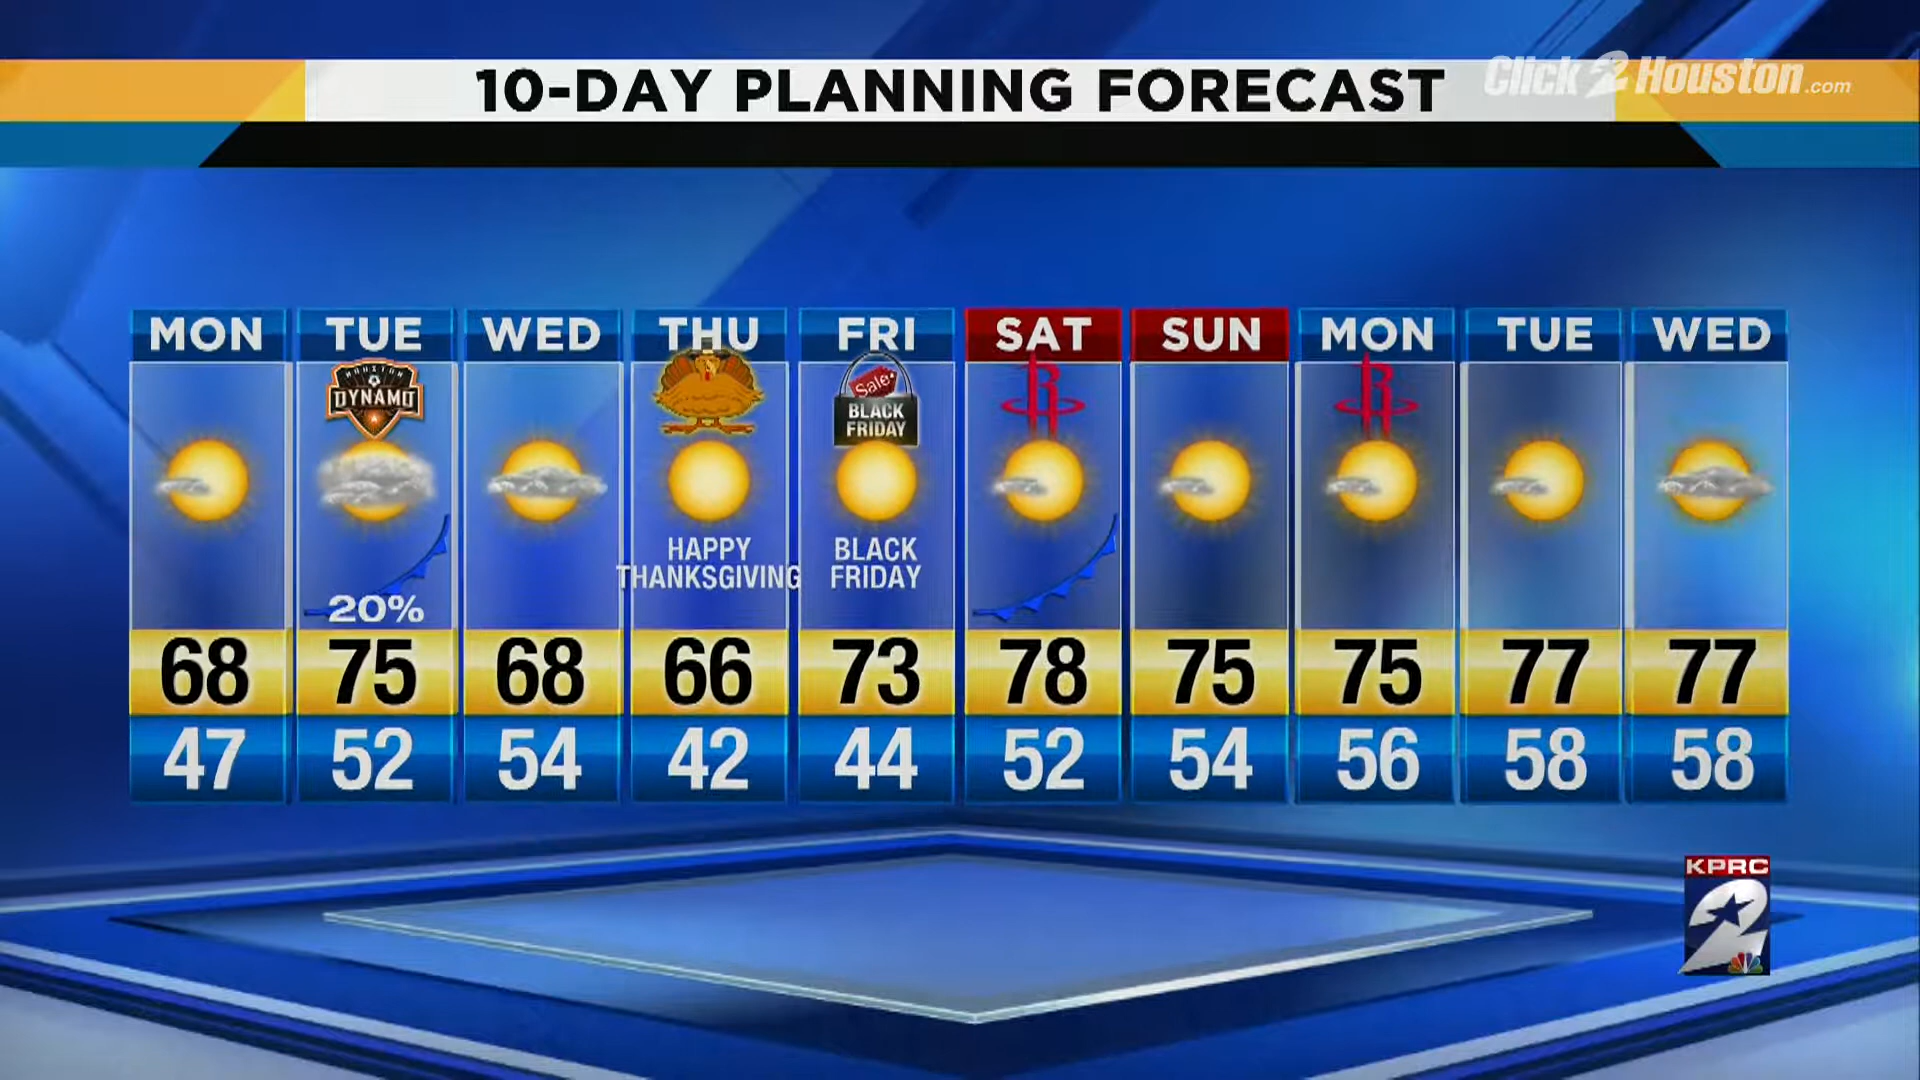 10-DAY PLANNING FORECAST
Click2Houston.com
MON TUE WED THU FRI SAT SUN MON TUE WED
HOUSTON
DYNAMO
Sale
BLACK
FRIDAY
HAPPY
THANKSGIVING
BLACK
FRIDAY
20%
68 75 68 66 73 78 75 75 77 77
47 52 54 42 44 52 54 56 58 58
KPRC
2